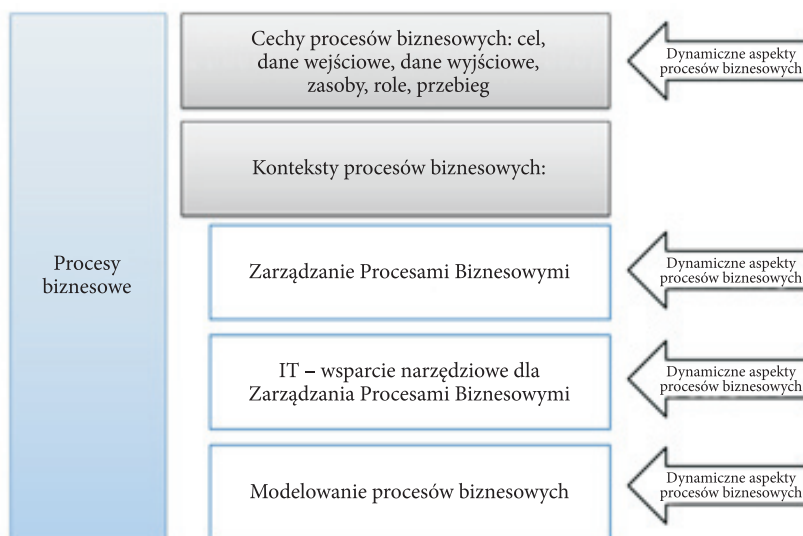 Procesy
biznesowe
Cechy procesów biznesowych: cel,
dane wejściowe, dane wyjściowe,
zasoby, role, przebieg
Dynamiczne aspekty
procesów biznesowych
Konteksty procesów biznesowych:
Zarządzanie Procesami Biznesowymi
Dynamiczne aspekty
procesów biznesowych
IT – wsparcie narzędziowe dla
Zarządzania Procesami Biznesowymi
Dynamiczne aspekty
procesów biznesowych
Modelowanie procesów biznesowych
Dynamiczne aspekty
procesów biznesowych